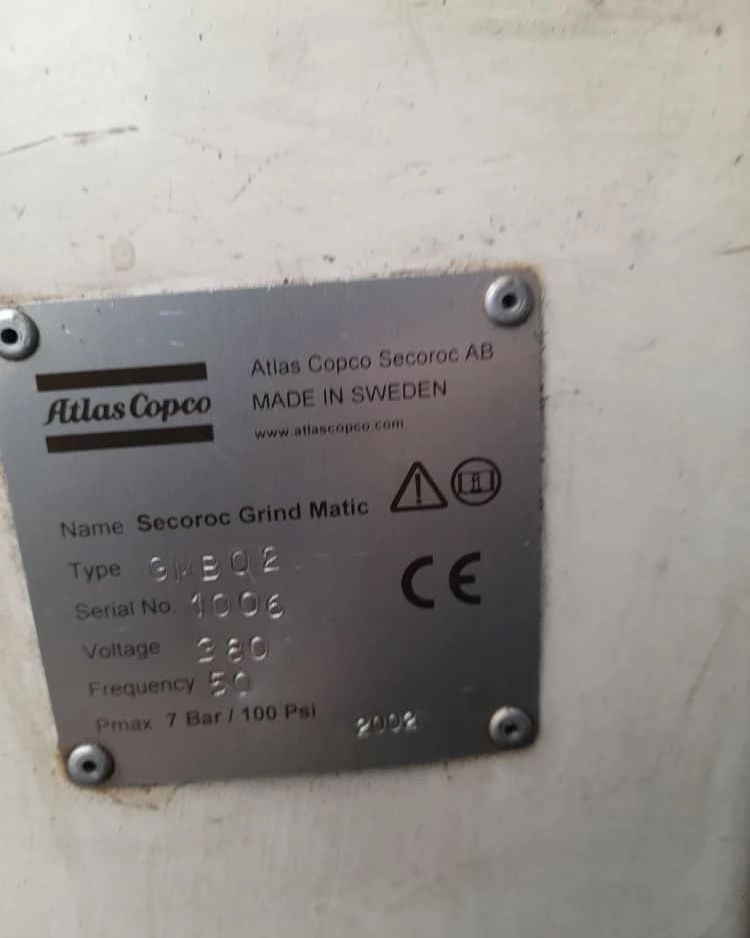 Atlas Copco
Atlas Copco Secoroc AB
MADE IN SWEDEN
www.atlascopco.com
Name Secoroc Grind Matic
Type
CE
Serial No. 1006
Voltage 380
Frequency 50
Pmax 7 Bar / 100 Psi
2002